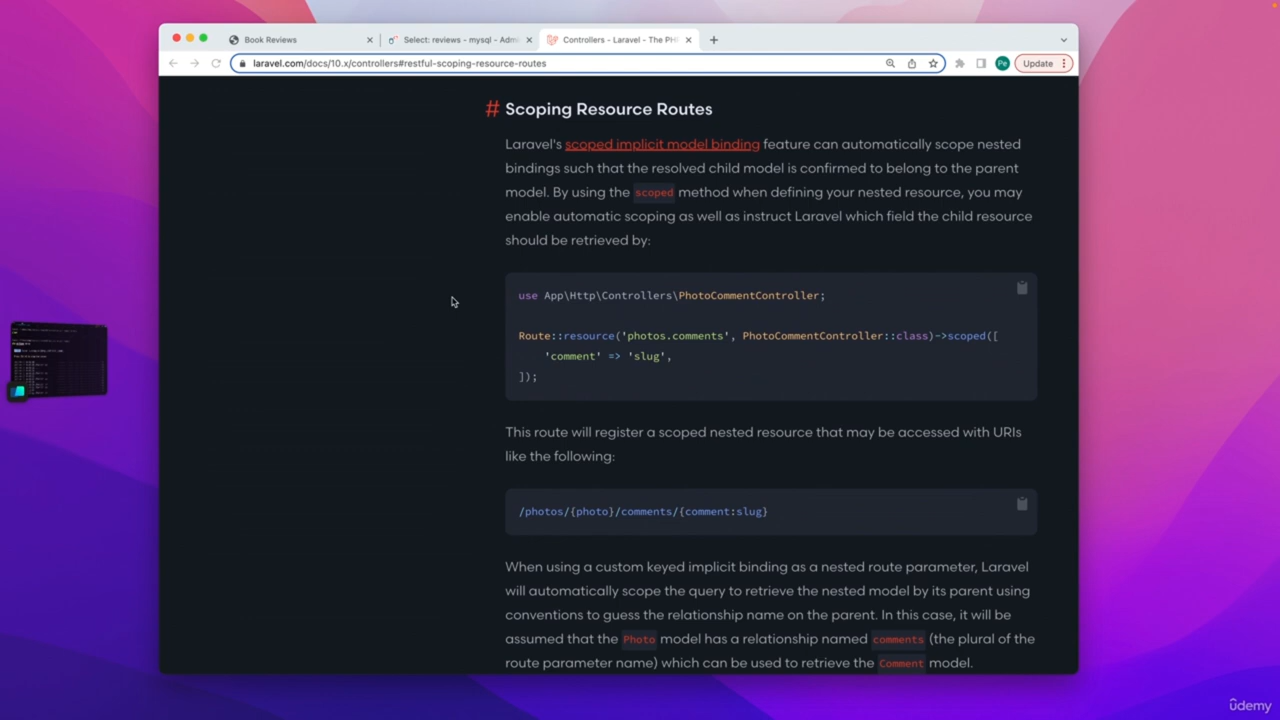 Book Reviews
Select: reviews - mysql - Admi
Controllers - Laravel - The PH
laravel.com/docs/10.x/controllers#restful-scoping-resource-routes
Pe
Update
# Scoping Resource Routes
Laravel's scoped implicit model binding feature can automatically scope nested
bindings such that the resolved child model is confirmed to belong to the parent
model. By using the scoped method when defining your nested resource, you may
enable automatic scoping as well as instruct Laravel which field the child resource
should be retrieved by:
use App\Http\Controllers\PhotoCommentController;
Route::resource('photos.comments', PhotoCommentController::class)->scoped([
'comment' => 'slug',
]);
This route will register a scoped nested resource that may be accessed with URIs
like the following:
/photos/{photo}/comments/{comment:slug}
When using a custom keyed implicit binding as a nested route parameter, Laravel
will automatically scope the query to retrieve the nested model by its parent using
conventions to guess the relationship name on the parent. In this case, it will be
assumed that the Photo model has a relationship named comments (the plural of the
route parameter name) which can be used to retrieve the Comment model.
ûdemy